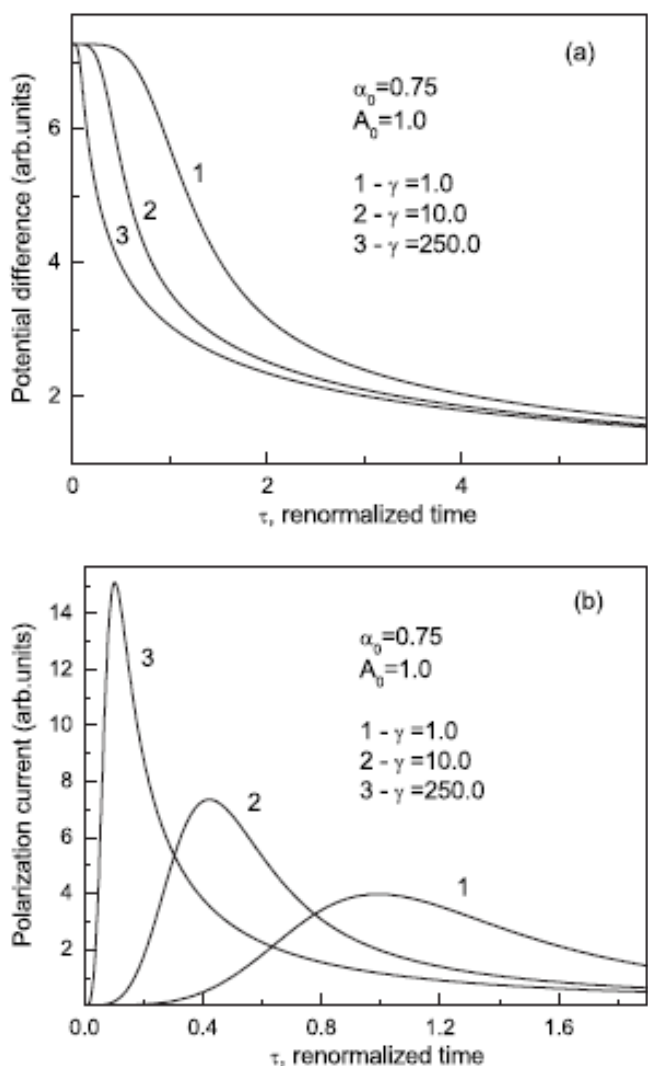 (a)
α₀=0.75
A₀=1.0
1 - γ=1.0
2 - γ=10.0
3 - γ=250.0
1
2
3
Potential difference (arb.units)
6
4
2
0 2 4
τ, renormalized time
(b)
α₀=0.75
A₀=1.0
1 - γ=1.0
2 - γ=10.0
3 - γ=250.0
3
2
1
Polarization current (arb.units)
14
12
10
8
6
4
2
0.0 0.4 0.8 1.2 1.6
τ, renormalized time